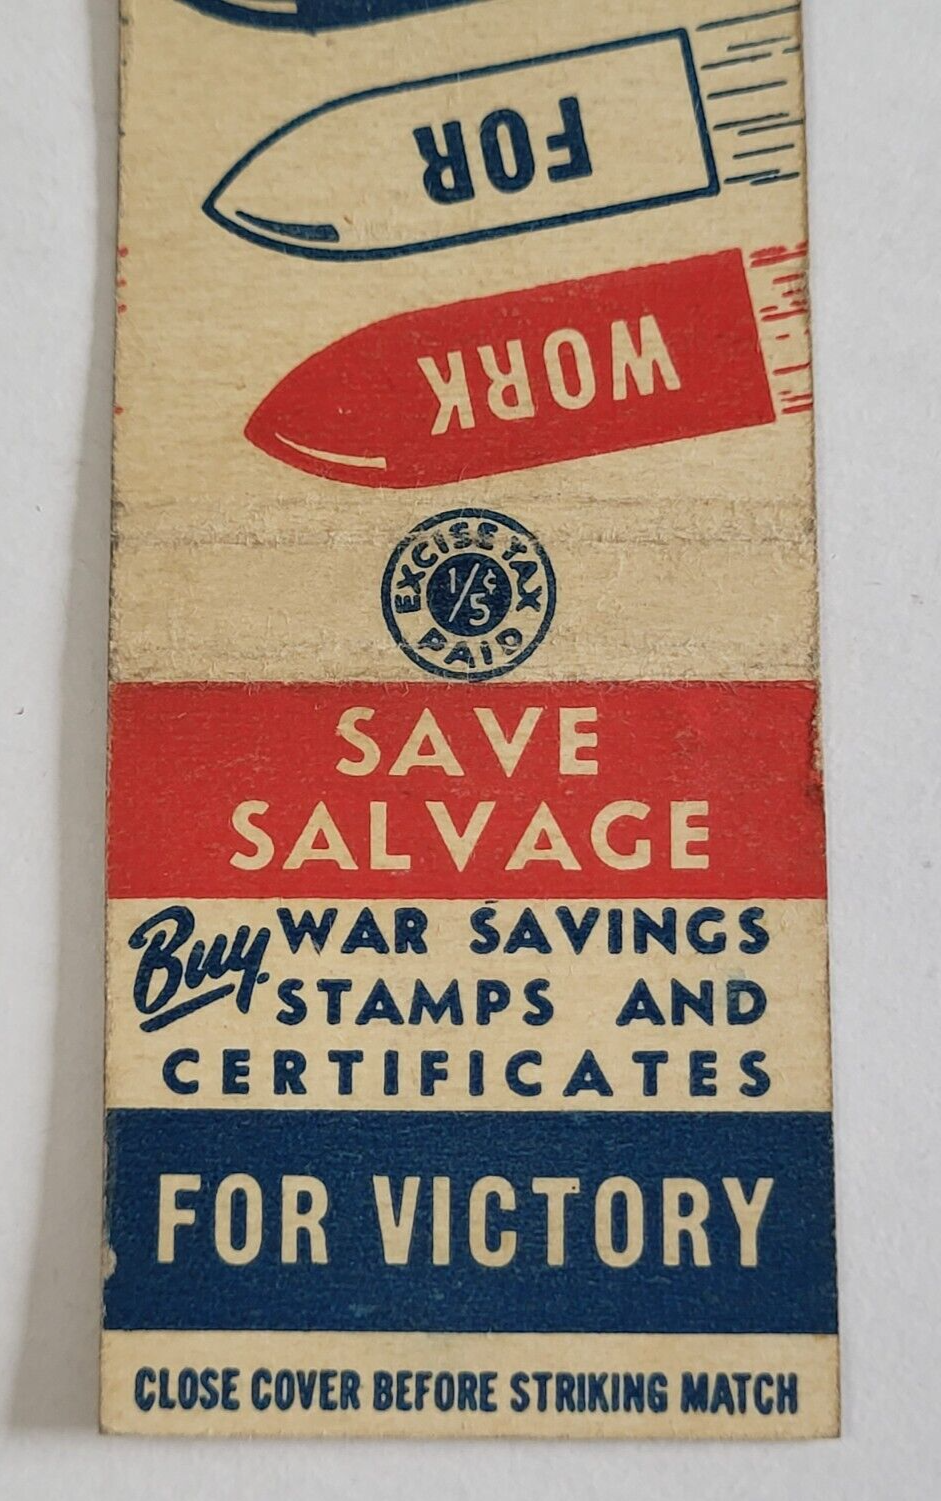 FOR
WORK
EXCISE TAX
1/5¢
PAID
SAVE
SALVAGE
Buy WAR SAVINGS
STAMPS AND
CERTIFICATES
FOR VICTORY
CLOSE COVER BEFORE STRIKING MATCH